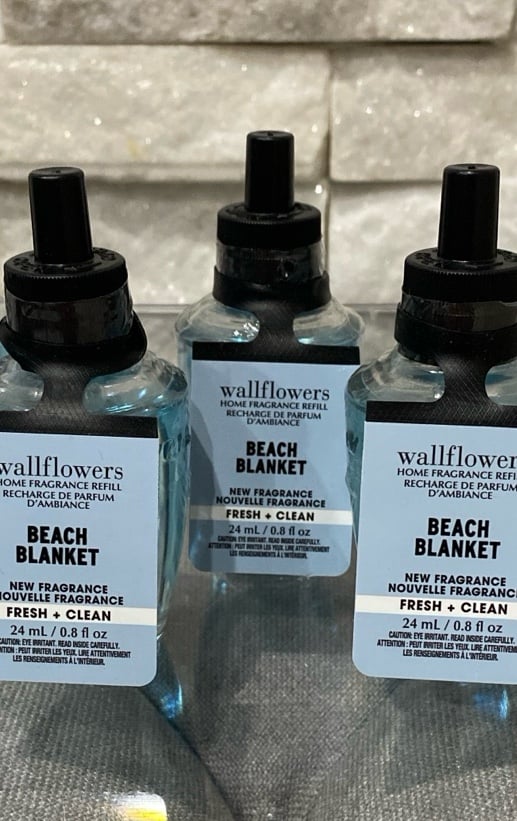 wallflowers
HOME FRAGRANCE REFILL
RECHARGE DE PARFUM
D'AMBIANCE
BEACH
BLANKET
NEW FRAGRANCE
NOUVELLE FRAGRANCE
FRESH + CLEAN
24 mL / 0.8 fl oz
CAUTION: EYE IRRITANT. READ INSIDE CAREFULLY.
ATTENTION : PEUT IRRITER LES YEUX. LIRE ATTENTIVEMENT
LES RENSEIGNEMENTS À L'INTÉRIEUR.
wallflowers
HOME FRAGRANCE REFILL
RECHARGE DE PARFUM
D'AMBIANCE
BEACH
BLANKET
NEW FRAGRANCE
NOUVELLE FRAGRANCE
FRESH + CLEAN
24 mL / 0.8 fl oz
CAUTION: EYE IRRITANT. READ INSIDE CAREFULLY.
ATTENTION : PEUT IRRITER LES YEUX. LIRE ATTENTIVEMENT
LES RENSEIGNEMENTS À L'INTÉRIEUR.
wallflower
HOME FRAGRANCE REFIL
RECHARGE DE PARFUM
D'AMBIANCE
BEACH
BLANKET
NEW FRAGRANCE
NOUVELLE FRAGRANCE
FRESH + CLEAN
24 mL / 0.8 fl oz
CAUTION: EYE IRRITANT. READ INSIDE CAREFULLY.
ATTENTION : PEUT IRRITER LES YEUX. LIRE ATTENTIVEMENT
LES RENSEIGNEMENTS À L'INTÉRIEUR.